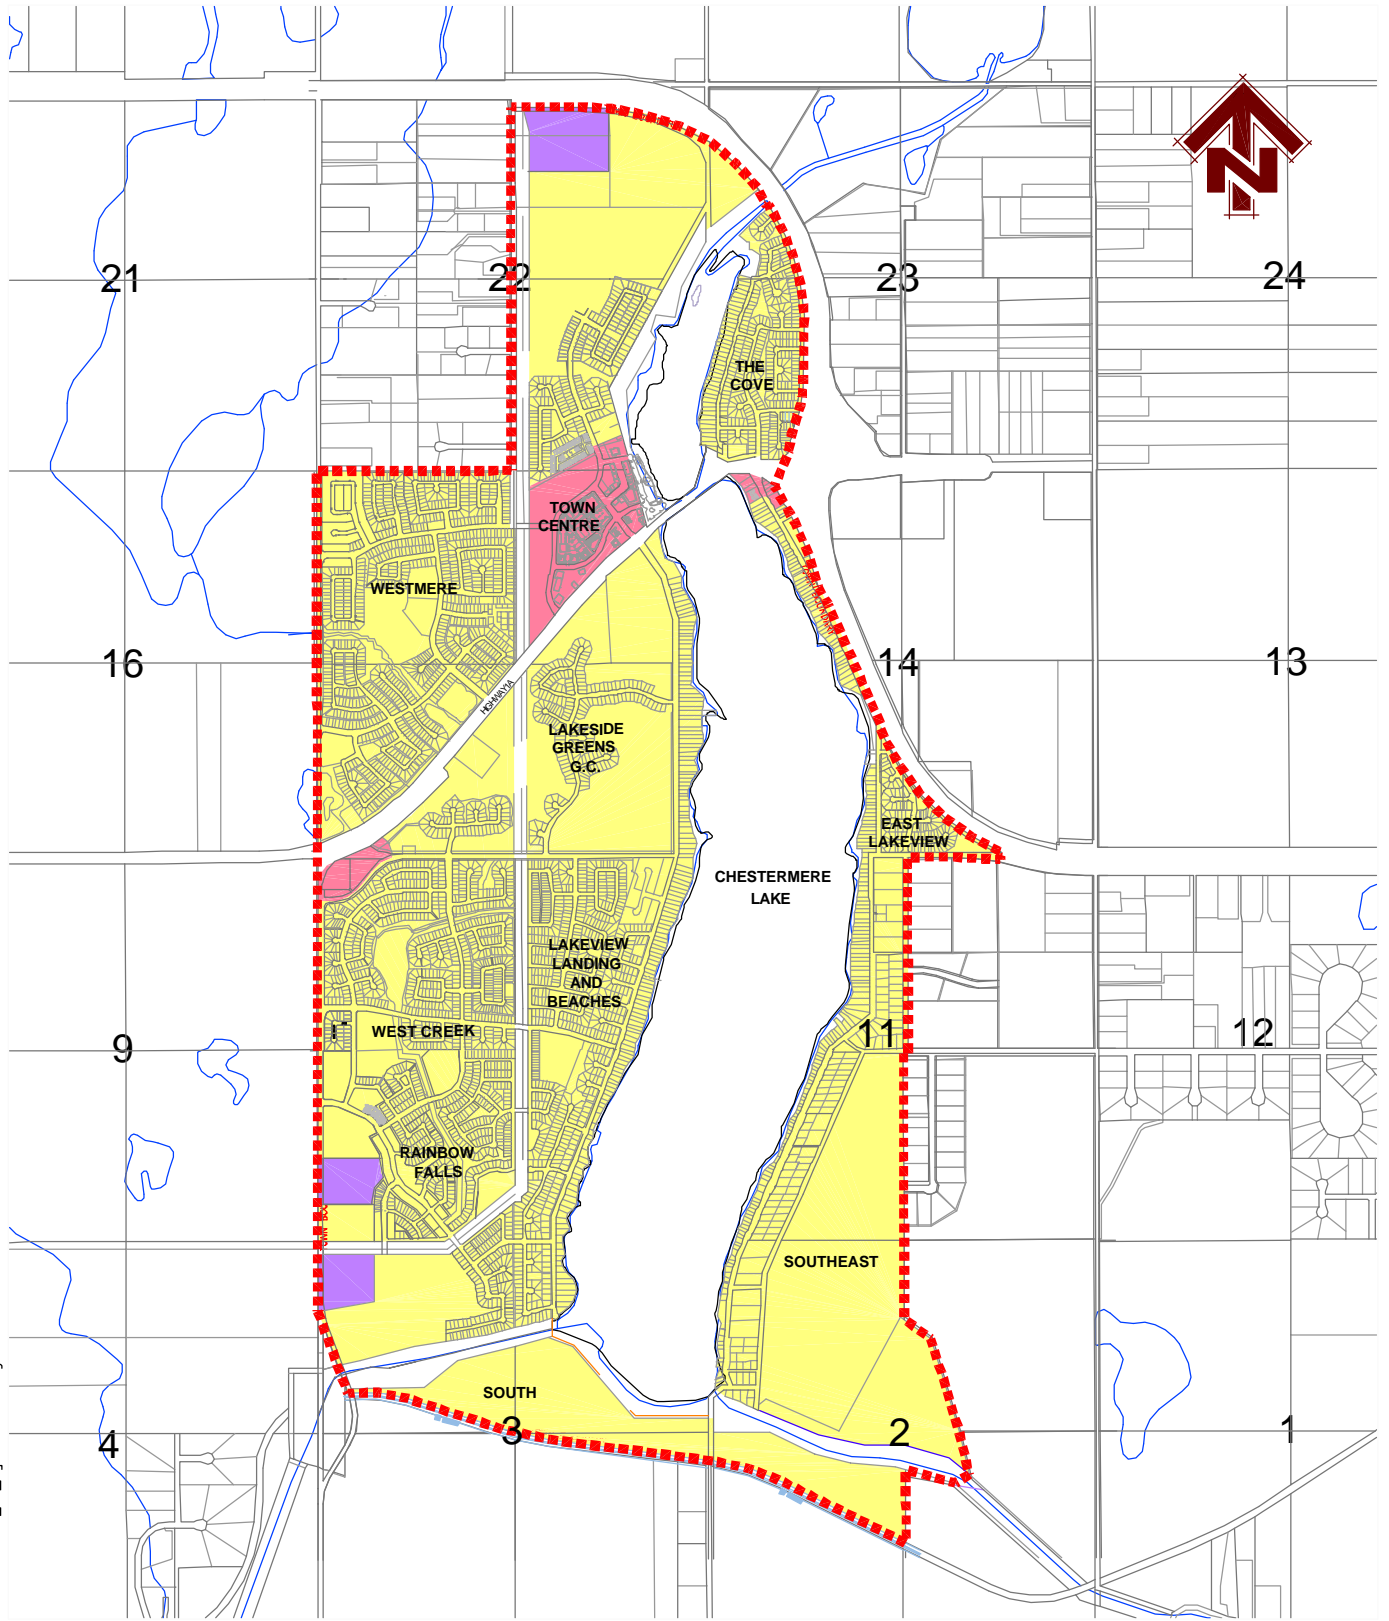 N
21
22
23
24
THE
COVE
TOWN
CENTRE
WESTMERE
16
14
13
HIGHWAY1A
LAKESIDE
GREENS
G.C.
EAST
LAKEVIEW
CHESTERMERE
LAKE
LAKEVIEW
LANDING
AND
BEACHES
WEST CREEK
9
11
12
RAINBOW
FALLS
SOUTHEAST
SOUTH
4
3
2
1